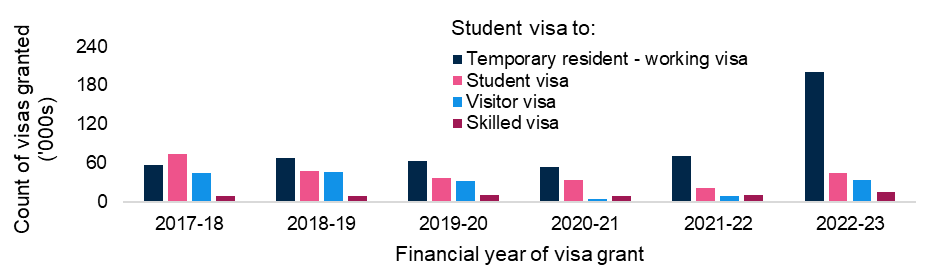 Student visa to:
Temporary resident - working visa
Student visa
Visitor visa
Skilled visa
Count of visas granted
('000s)
240
180
120
60
0
2017-18 2018-19 2019-20 2020-21 2021-22 2022-23
Financial year of visa grant